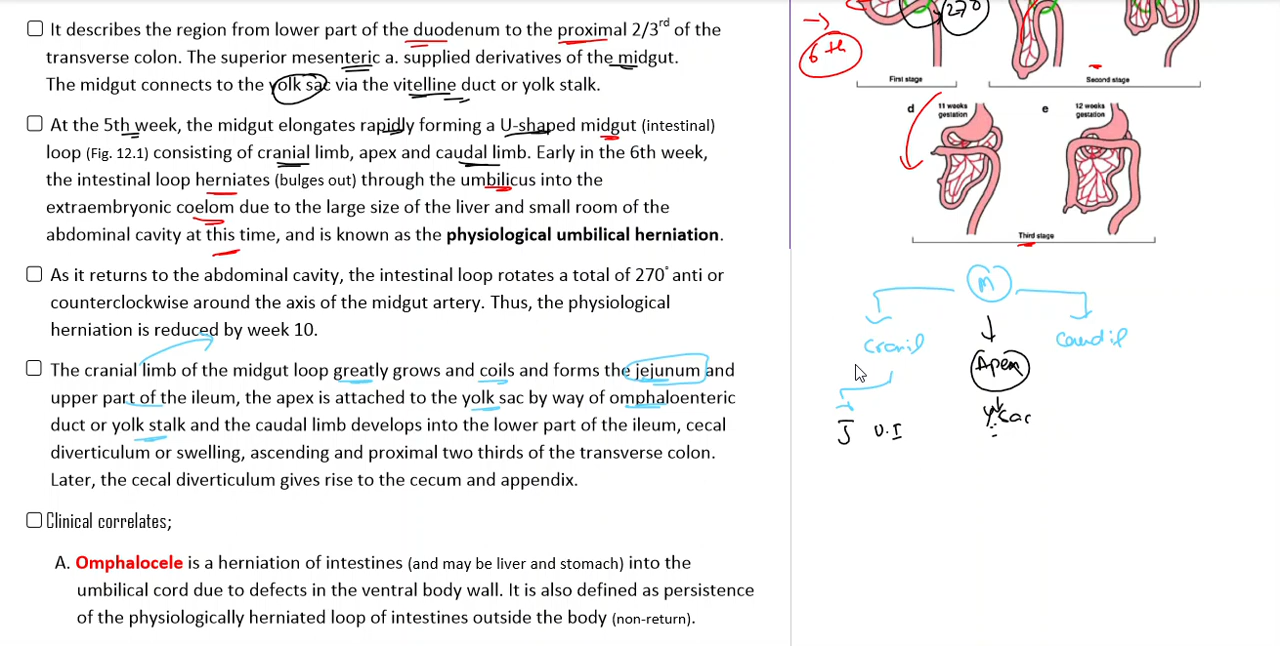 It describes the region from lower part of the duodenum to the proximal 2/3rd of the
transverse colon. The superior mesenteric a. supplied derivatives of the midgut.
The midgut connects to the yolk sac via the vitelline duct or yolk stalk.
At the 5th week, the midgut elongates rapidly forming a U-shaped midgut (intestinal)
loop (Fig. 12.1) consisting of cranial limb, apex and caudal limb. Early in the 6th week,
the intestinal loop herniates (bulges out) through the umbilicus into the
extraembryonic coelom due to the large size of the liver and small room of the
abdominal cavity at this time, and is known as the physiological umbilical herniation.
As it returns to the abdominal cavity, the intestinal loop rotates a total of 270° anti or
counterclockwise around the axis of the midgut artery. Thus, the physiological
herniation is reduced by week 10.
The cranial limb of the midgut loop greatly grows and coils and forms the jejunum and
upper part of the ileum, the apex is attached to the yolk sac by way of omphaloenteric
duct or yolk stalk and the caudal limb develops into the lower part of the ileum, cecal
diverticulum or swelling, ascending and proximal two thirds of the transverse colon.
Later, the cecal diverticulum gives rise to the cecum and appendix.
Clinical correlates;
A. Omphalocele is a herniation of intestines (and may be liver and stomach) into the
umbilical cord due to defects in the ventral body wall. It is also defined as persistence
of the physiologically herniated loop of intestines outside the body (non-return).
270
6th
First stage
Second stage
d
11 weeks
gestation
e
12 weeks
gestation
Third stage
M
Apex
J U.I